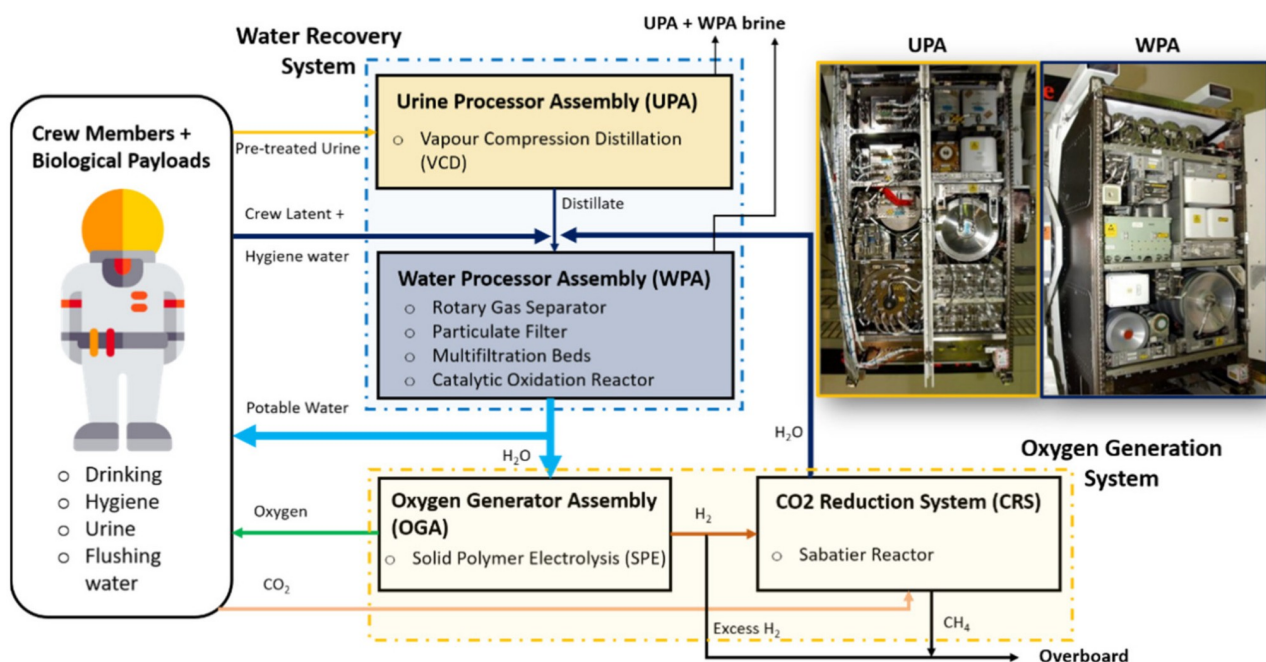 UPA + WPA brine
Water Recovery
System
UPA
WPA
Urine Processor Assembly (UPA)
○ Vapour Compression Distillation
(VCD)
Crew Members +
Biological Payloads
Pre-treated Urine
Crew Latent +
Hygiene water
Distillate
Water Processor Assembly (WPA)
○ Rotary Gas Separator
○ Particulate Filter
○ Multifiltration Beds
○ Catalytic Oxidation Reactor
Potable Water
H₂O
H₂O
Oxygen Generation
System
○ Drinking
○ Hygiene
○ Urine
○ Flushing
water
Oxygen
CO₂
Oxygen Generator Assembly
(OGA)
○ Solid Polymer Electrolysis (SPE)
H₂
CO2 Reduction System (CRS)
○ Sabatier Reactor
Excess H₂
CH₄
Overboard